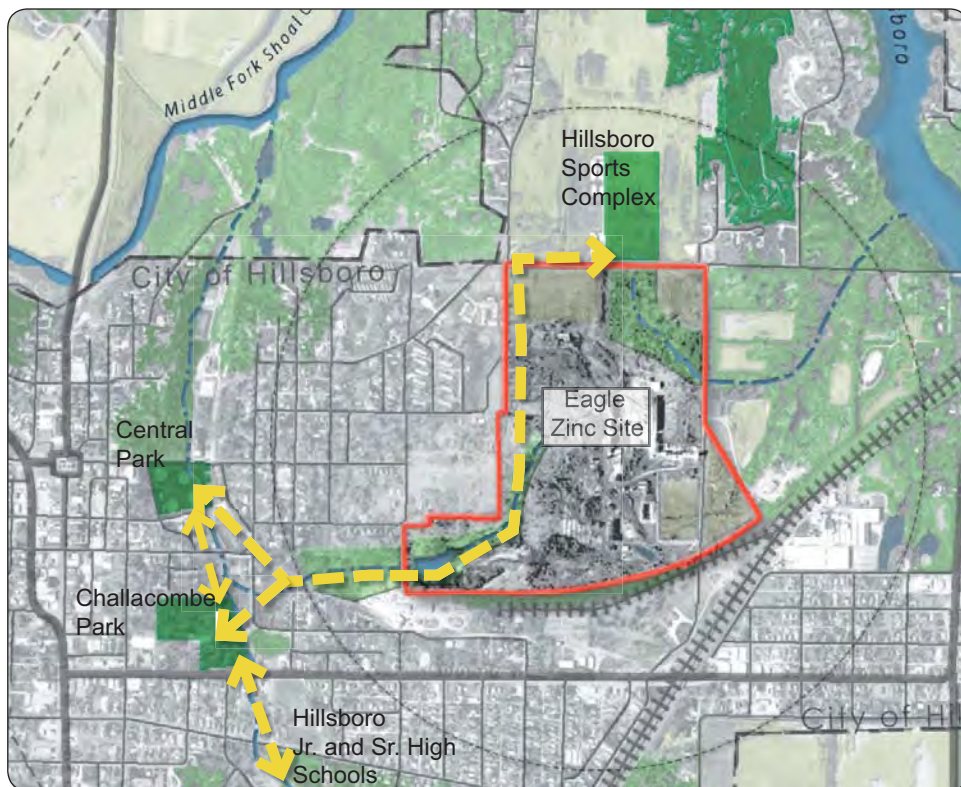 Middle Fork Shoal
boro
Hillsboro
Sports
Complex
City of Hillsboro
Eagle
Zinc Site
Central
Park
Challacombe
Park
Hillsboro
Jr. and Sr. High
Schools
City of